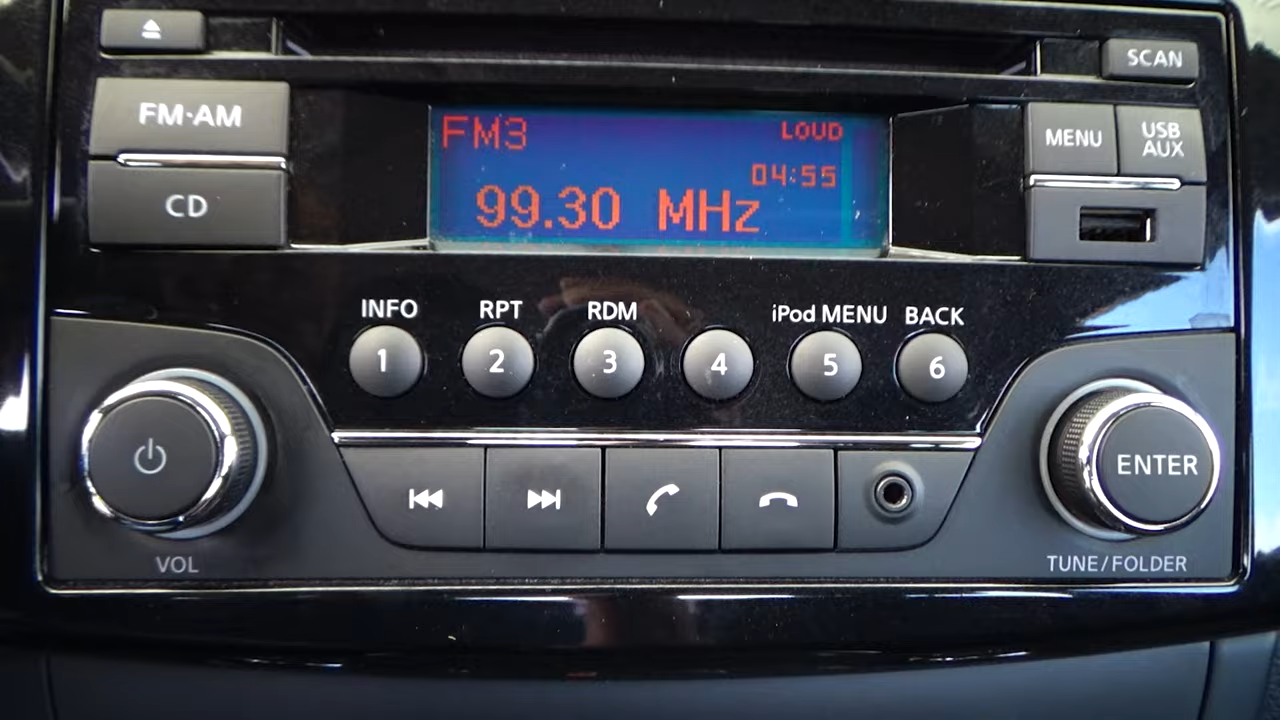 SCAN
FM·AM
FM3
LOUD
MENU
USB
AUX
04:55
CD
99.30 MHz
INFO
RPT
RDM
iPod MENU
BACK
1
2
3
4
5
6
ENTER
VOL
TUNE/FOLDER